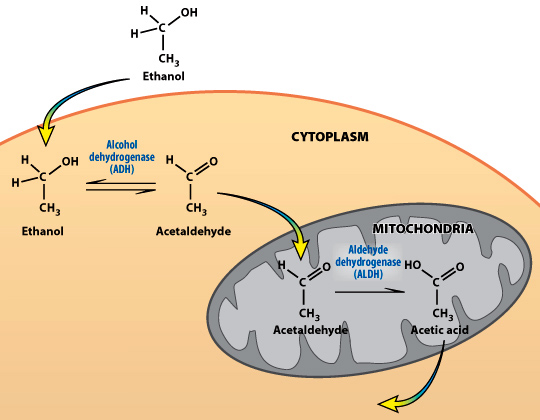 H
OH
H
C
CH3
Ethanol
CYTOPLASM
Alcohol
dehydrogenase
(ADH)
H
OH
H
C
CH3
Ethanol
H
O
C
CH3
Acetaldehyde
MITOCHONDRIA
Aldehyde
dehydrogenase
(ALDH)
H
O
C
CH3
Acetaldehyde
HO
O
C
CH3
Acetic acid